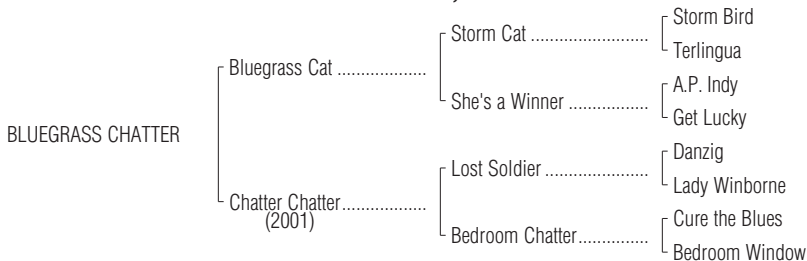 Storm Bird
Storm Cat ........................
Terlingua
Bluegrass Cat ...................
A.P. Indy
She's a Winner ................
Get Lucky
BLUEGRASS CHATTER
Danzig
Lost Soldier .....................
Lady Winborne
Chatter Chatter.................
(2001)
Cure the Blues
Bedroom Chatter..............
Bedroom Window